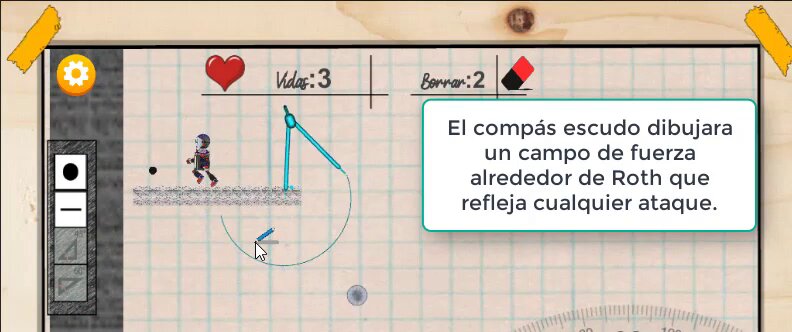 Vidas:3
Borrar:2
El compás escudo dibujara
un campo de fuerza
alrededor de Roth que
refleja cualquier ataque.